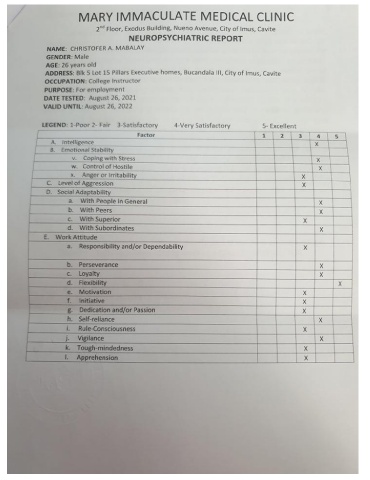 MARY IMMACULATE MEDICAL CLINIC
2nd Floor, Exodus Building, Nueno Avenue, City of Imus, Cavite
NEUROPSYCHIATRIC REPORT
NAME: CHRISTOFER A. MABALAY
GENDER: Male
AGE: 26 years old
ADDRESS: Blk 5 Lot 15 Pillars Executive homes, Bucandala III, City of Imus, Cavite
OCCUPATION: College Instructor
PURPOSE: For employment
DATE TESTED: August 26, 2021
VALID UNTIL: August 26, 2022
LEGEND: 1-Poor 2- Fair 3-Satisfactory 4-Very Satisfactory 5- Excellent
Factor 1 2 3 4 5
A. Intelligence X
B. Emotional Stability
v. Coping with Stress X
w. Control of Hostile X
x. Anger or Irritability X
C. Level of Aggression X
D. Social Adaptability
a. With People in General X
b. With Peers X
c. With Superior X
d. With Subordinates X
E. Work Attitude
a. Responsibility and/or Dependability X
b. Perseverance X
c. Loyalty X
d. Flexibility X
e. Motivation X
f. Initiative X
g. Dedication and/or Passion X
h. Self-reliance X
i. Rule-Consciousness X
j. Vigilance X
k. Tough-mindedness X
l. Apprehension X